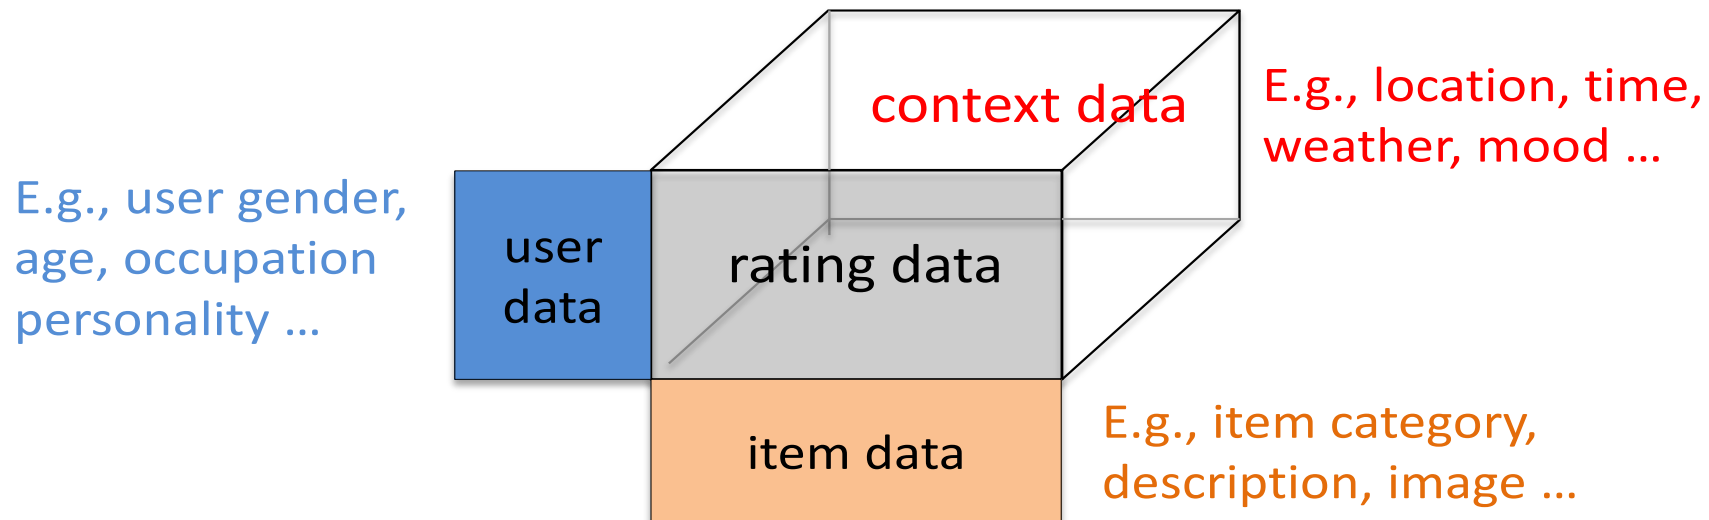 context data
E.g., location, time,
weather, mood ...
E.g., user gender,
age, occupation
personality ...
user
data
rating data
item data
E.g., item category,
description, image ...